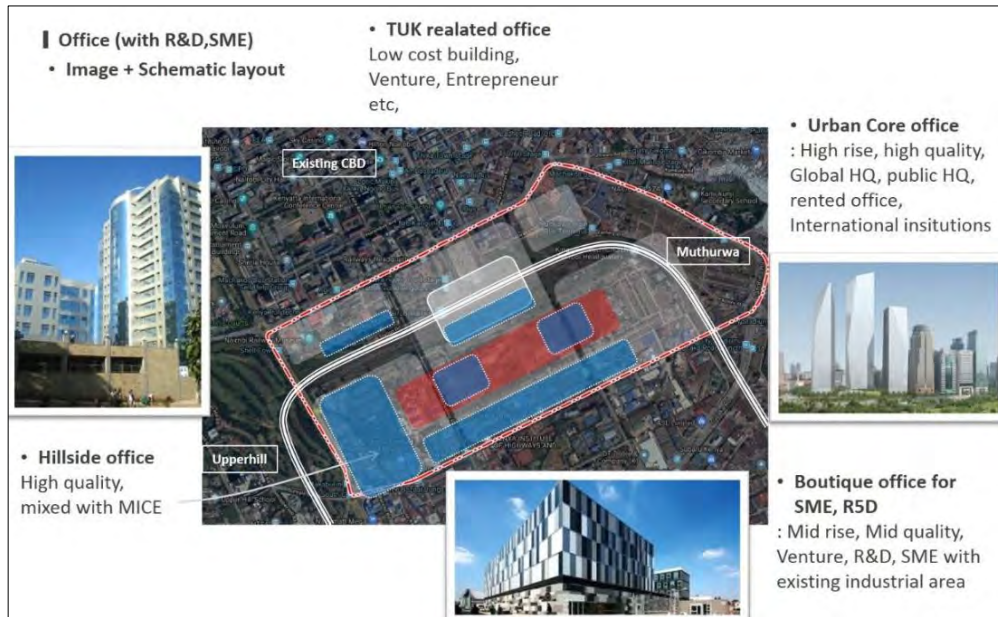 Office (with R&D,SME)
• Image + Schematic layout
• TUK realated office
Low cost building,
Venture, Entrepreneur
etc,
Existing CBD
• Urban Core office
: High rise, high quality,
Global HQ, public HQ,
rented office,
International insitutions
Muthurwa
Upperhill
• Hillside office
High quality,
mixed with MICE
• Boutique office for
SME, R5D
: Mid rise, Mid quality,
Venture, R&D, SME with
existing industrial area